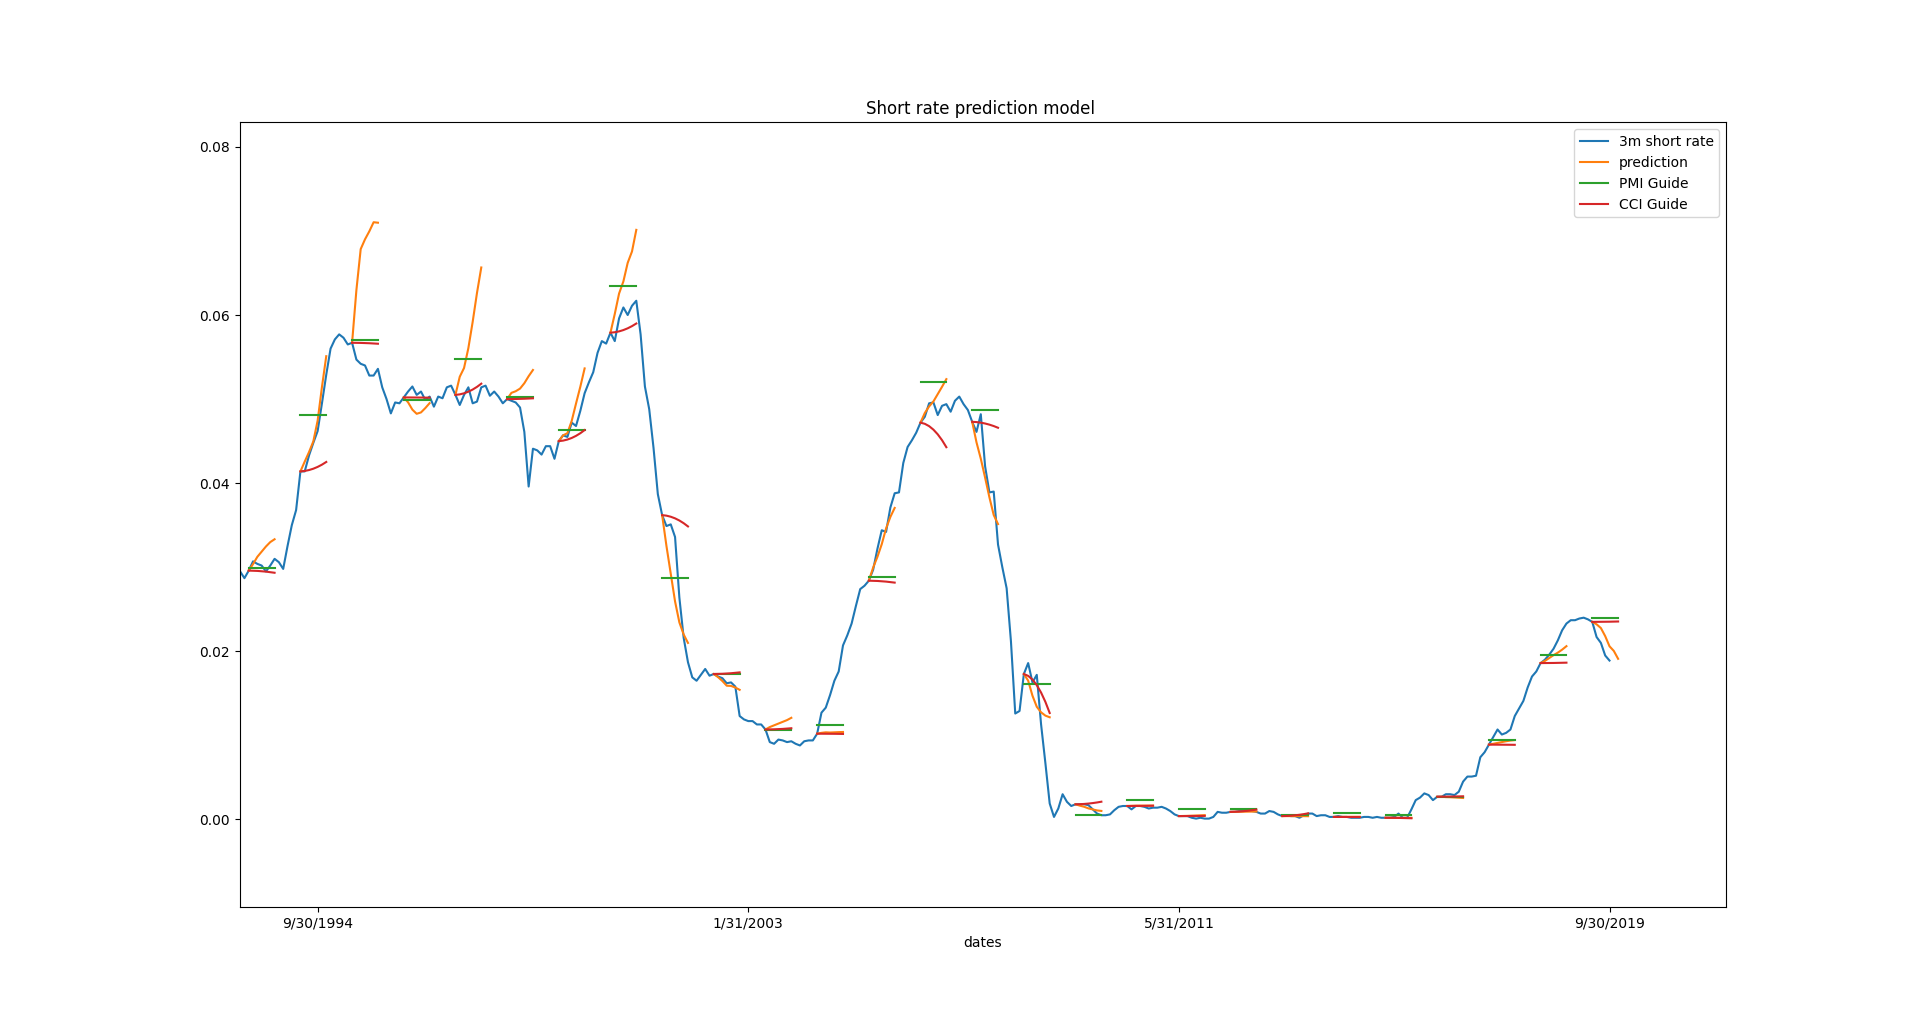 Short rate prediction model
3m short rate
prediction
PMI Guide
CCI Guide
0.08
0.06
0.04
0.02
0.00
9/30/1994 1/31/2003 5/31/2011 9/30/2019
dates